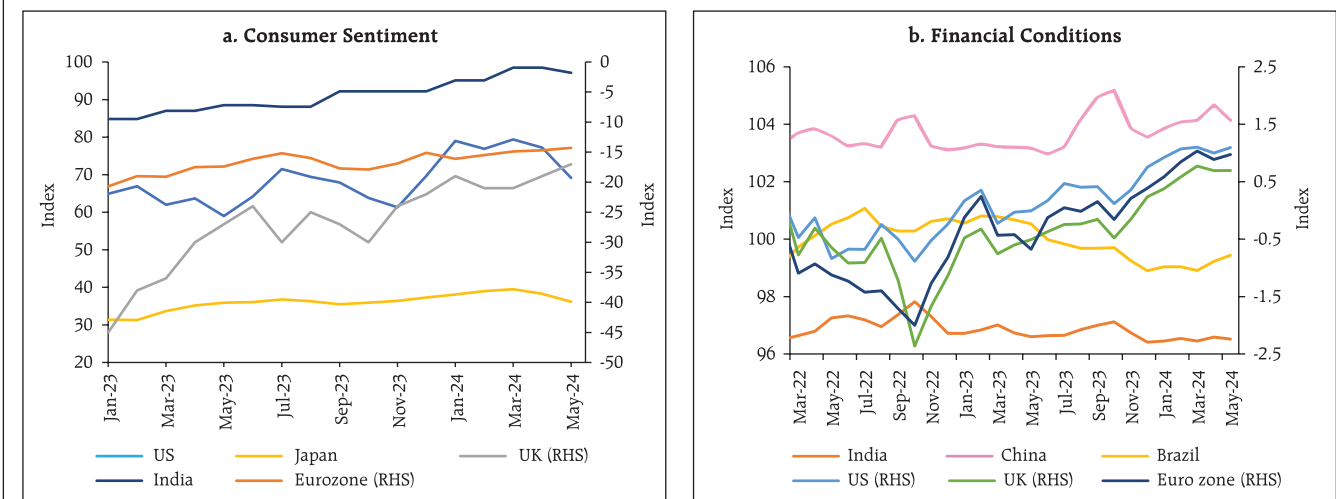 a. Consumer Sentiment
100
90
80
70
60
50
40
30
20
Index
0
-5
-10
-15
-20
-25
-30
-35
-40
-45
-50
Index
Jan-23
Mar-23
May-23
Jul-23
Sep-23
Nov-23
Jan-24
Mar-24
May-24
US
Japan
UK (RHS)
India
Eurozone (RHS)
b. Financial Conditions
106
104
102
100
98
96
Index
2.5
1.5
0.5
-0.5
-1.5
-2.5
Index
Mar-22
May-22
Jul-22
Sep-22
Nov-22
Jan-23
Mar-23
May-23
Jul-23
Sep-23
Nov-23
Jan-24
Mar-24
May-24
India
China
Brazil
US (RHS)
UK (RHS)
Euro zone (RHS)